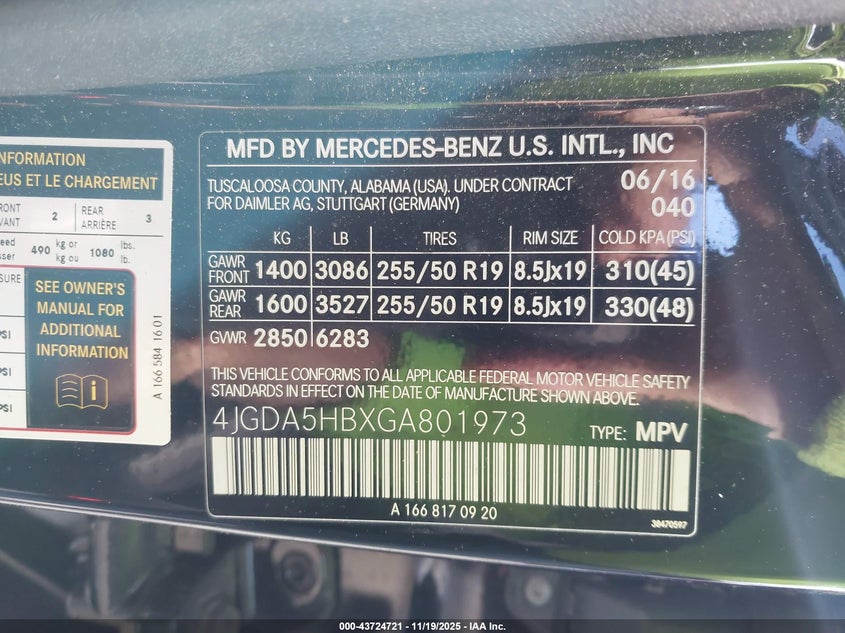 INFORMATION
EUS ET LE CHARGEMENT
FRONT
AVANT
2
REAR
ARRIÈRE
3
490 kg or 1080 lbs.
kg ou lb.
SEE OWNER'S
MANUAL FOR
ADDITIONAL
INFORMATION
A 166 584 16 01
MFD BY MERCEDES-BENZ U.S. INTL., INC
TUSCALOOSA COUNTY, ALABAMA (USA). UNDER CONTRACT
FOR DAIMLER AG, STUTTGART (GERMANY)
06/16
040
KG LB TIRES RIM SIZE COLD KPA (PSI)
GAWR FRONT 1400 3086 255/50 R19 8.5Jx19 310(45)
GAWR REAR 1600 3527 255/50 R19 8.5Jx19 330(48)
GVWR 2850 6283
THIS VEHICLE CONFORMS TO ALL APPLICABLE FEDERAL MOTOR VEHICLE SAFETY
STANDARDS IN EFFECT ON THE DATE OF MANUFACTURE SHOWN ABOVE.
4JGDA5HBXGA801973 TYPE: MPV
A 166 817 09 20
38470597
000-43724721 - 11/19/2025 - IAA Inc.